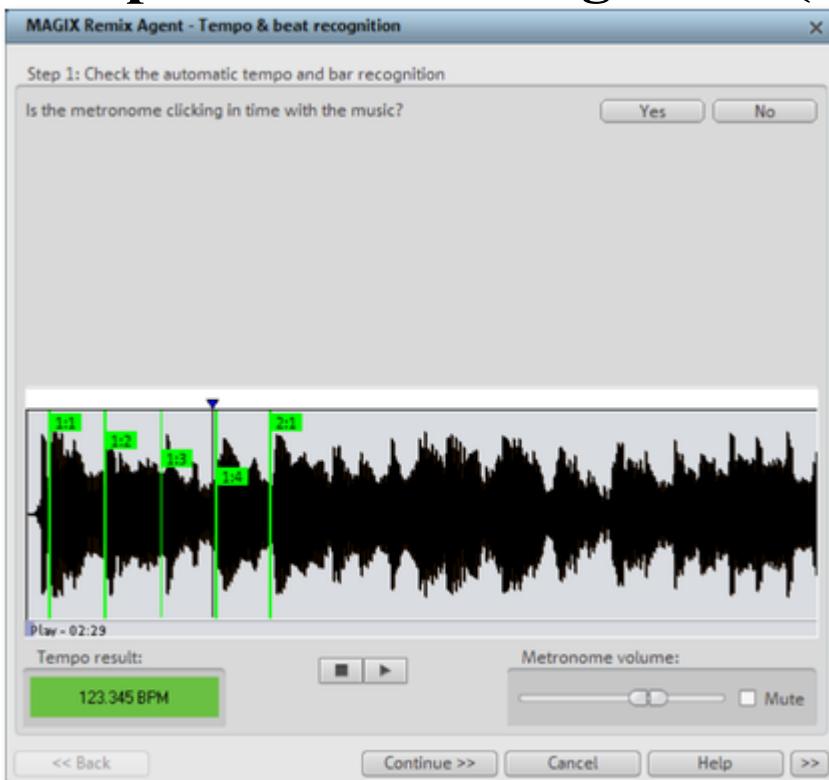 MAGIX Remix Agent - Tempo & beat recognition
Step 1: Check the automatic tempo and bar recognition
Is the metronome clicking in time with the music?
Yes
No
1:1
1:2
1:3
1:4
2:1
Play - 02:29
Tempo result:
Metronome volume:
123.345 BPM
Mute
<< Back
Continue >>
Cancel
Help
>>